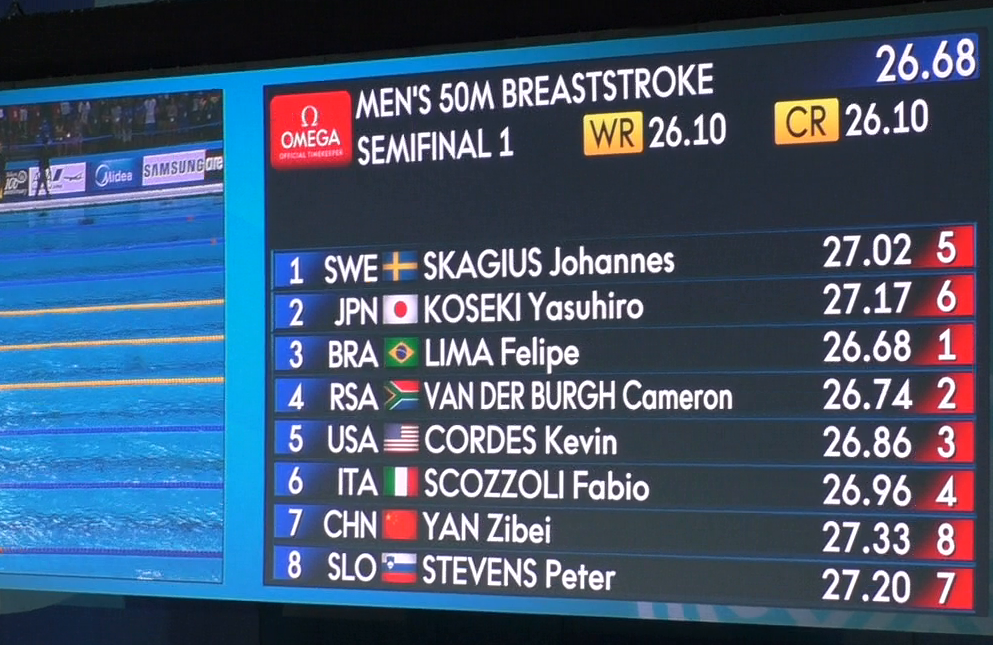 MEN'S 50M BREASTSTROKE
26.68
SEMIFINAL 1
WR 26.10
CR 26.10
Ω
OMEGA
OFFICIAL TIMEKEEPER
Midea
SAMSUNG
are
1 SWE SKAGIUS Johannes 27.02 5
2 JPN KOSEKI Yasuhiro 27.17 6
3 BRA LIMA Felipe 26.68 1
4 RSA VAN DER BURGH Cameron 26.74 2
5 USA CORDES Kevin 26.86 3
6 ITA SCOZZOLI Fabio 26.96 4
7 CHN YAN Zibei 27.33 8
8 SLO STEVENS Peter 27.20 7